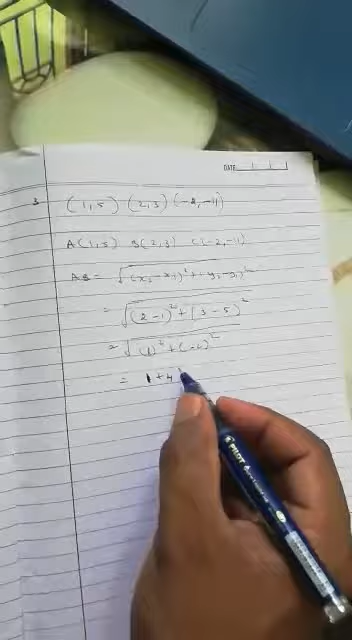 DATE
3 (1,5) (2,3) (-2,-11)
A(1,5) B(2,3) C(-2,-11)
AB = √(x₂-x₁)²+(y₂-y₁)²
= √(2-1)²+(3-5)²
= √(1)²+(-2)²
= 1+4
PILOT